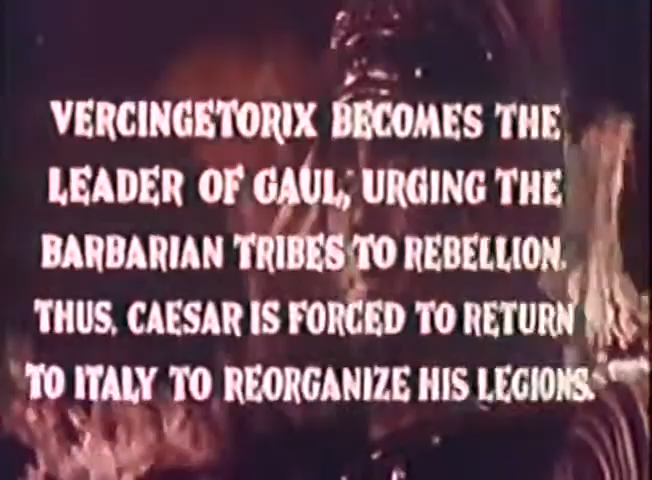 VERCINGETORIX BECOMES THE
LEADER OF GAUL, URGING THE
BARBARIAN TRIBES TO REBELLION.
THUS, CAESAR IS FORCED TO RETURN
TO ITALY TO REORGANIZE HIS LEGIONS.